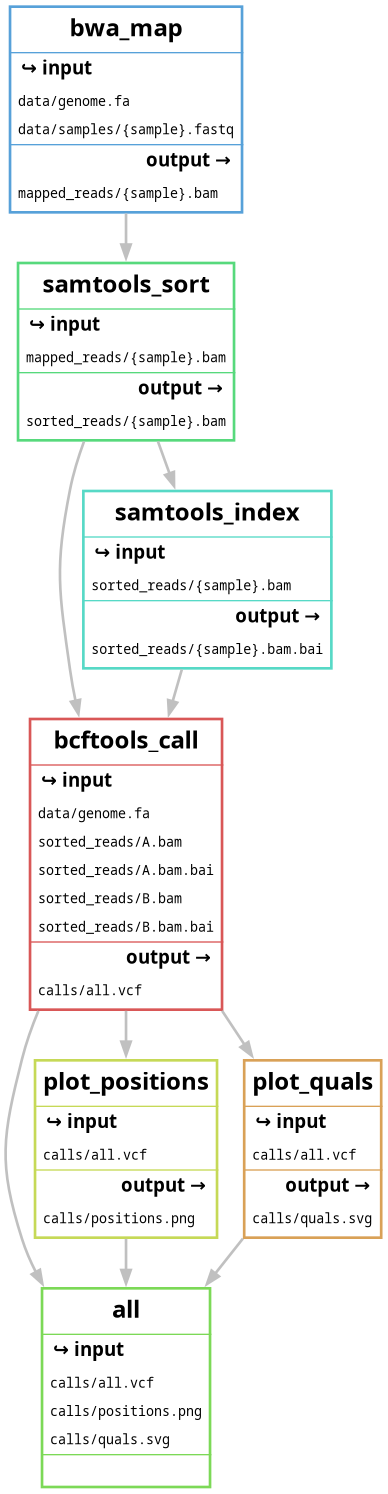 bwa_map
↪ input
data/genome.fa
data/samples/{sample}.fastq
output →
mapped_reads/{sample}.bam
samtools_sort
↪ input
mapped_reads/{sample}.bam
output →
sorted_reads/{sample}.bam
samtools_index
↪ input
sorted_reads/{sample}.bam
output →
sorted_reads/{sample}.bam.bai
bcftools_call
↪ input
data/genome.fa
sorted_reads/A.bam
sorted_reads/A.bam.bai
sorted_reads/B.bam
sorted_reads/B.bam.bai
output →
calls/all.vcf
plot_positions
↪ input
calls/all.vcf
output →
calls/positions.png
plot_quals
↪ input
calls/all.vcf
output →
calls/quals.svg
all
↪ input
calls/all.vcf
calls/positions.png
calls/quals.svg